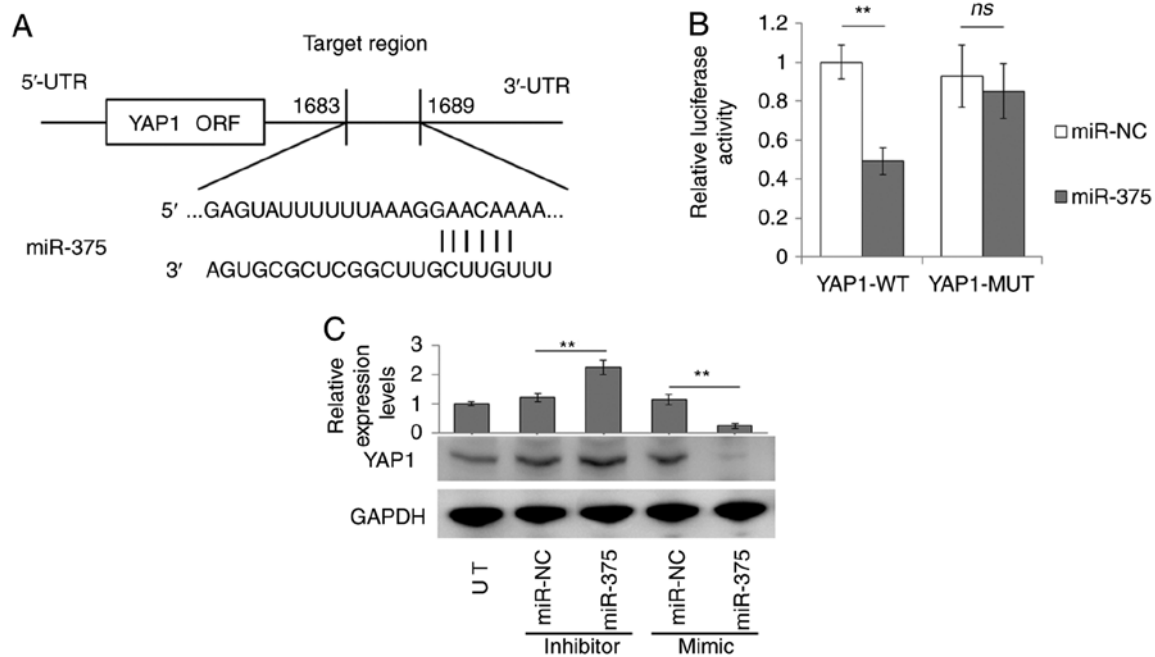 A
Target region
5′-UTR
3′-UTR
1683
1689
YAP1 ORF
5′ ...GAGUAUUUUUUAAAGGAACAAAA...
miR-375
3′ AGUGCGCUCGGCUUGCUUGUUU
B
Relative luciferase
activity
1.2
1
0.8
0.6
0.4
0.2
0
**
ns
YAP1-WT
YAP1-MUT
miR-NC
miR-375
C
Relative
expression
levels
3
2
1
0
**
**
YAP1
GAPDH
U T
miR-NC
miR-375
miR-NC
miR-375
Inhibitor
Mimic